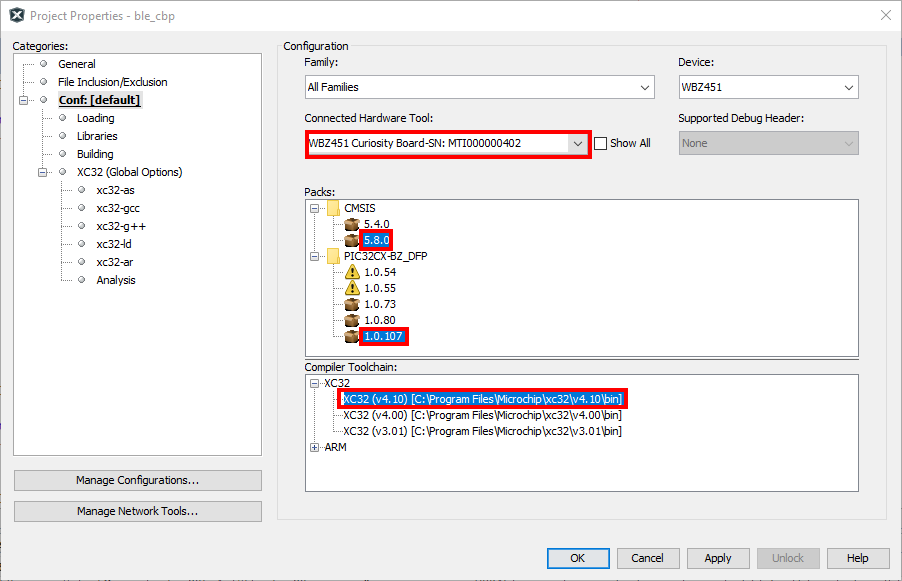 Project Properties - ble_cbp
Categories:
General
File Inclusion/Exclusion
Conf: [default]
Loading
Libraries
Building
XC32 (Global Options)
xc32-as
xc32-gcc
xc32-g++
xc32-ld
xc32-ar
Analysis
Manage Configurations...
Manage Network Tools...
Configuration
Family:
All Families
Device:
WBZ451
Connected Hardware Tool:
WBZ451 Curiosity Board-SN: MTI000000402
Show All
Supported Debug Header:
None
Packs:
CMSIS
5.4.0
5.8.0
PIC32CX-BZ_DFP
1.0.54
1.0.55
1.0.73
1.0.80
1.0.107
Compiler Toolchain:
XC32
XC32 (v4.10) [C:\Program Files\Microchip\xc32\v4.10\bin]
XC32 (v4.00) [C:\Program Files\Microchip\xc32\v4.00\bin]
XC32 (v3.01) [C:\Program Files\Microchip\xc32\v3.01\bin]
ARM
OK
Cancel
Apply
Unlock
Help